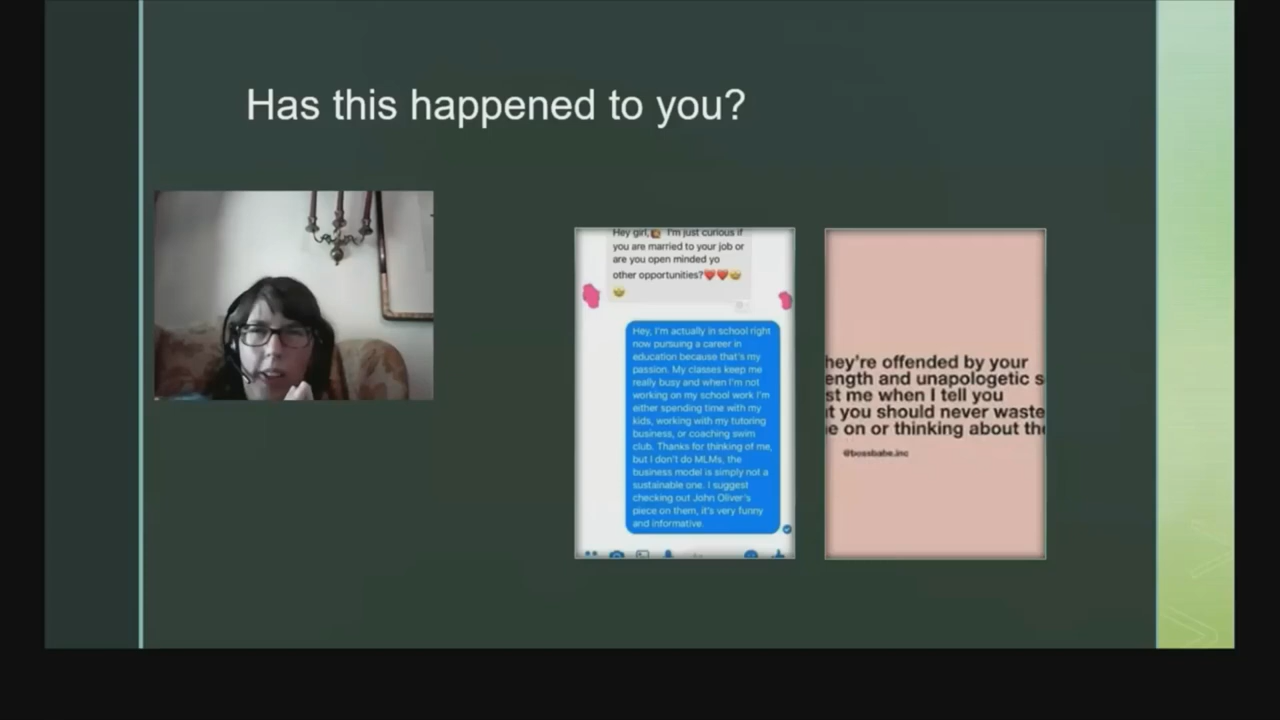 Has this happened to you?
Hey girl,🙋 I'm just curious if
you are married to your job or
are you open minded yo
other opportunities?❤️❤️🤩
🤩
Hey, I'm actually in school right
now pursuing a career in
education because that's my
passion. My classes keep me
really busy and when I'm not
working on my school work I'm
either spending time with my
kids, working with my tutoring
business, or coaching swim
club. Thanks for thinking of me,
but I don't do MLMs, the
business model is simply not a
sustainable one. I suggest
checking out John Oliver's
piece on them, it's very funny
and informative.
hey're offended by your
ength and unapologetic s
st me when I tell you
t you should never waste
e on or thinking about the
@bossbabe.inc